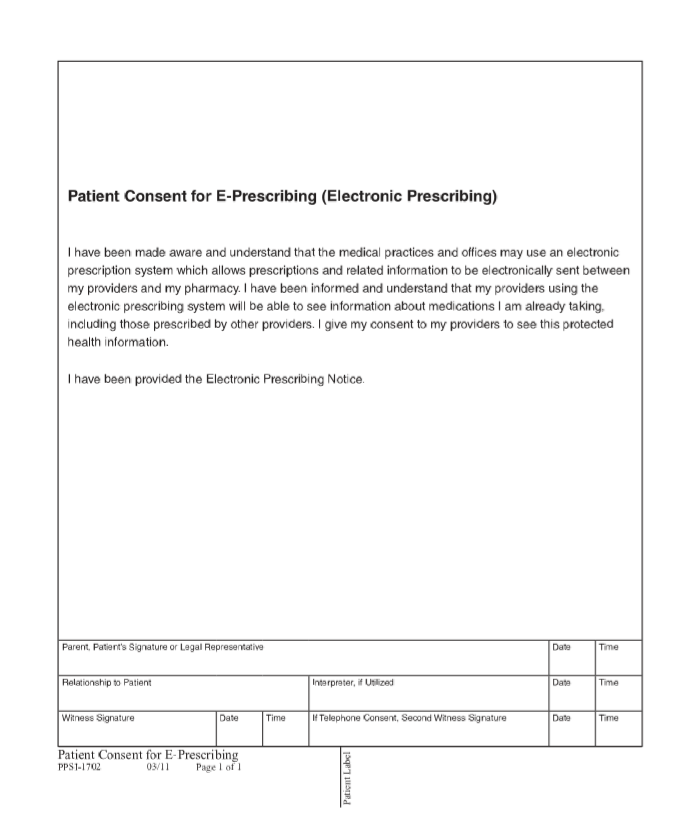 Patient Consent for E-Prescribing (Electronic Prescribing)
I have been made aware and understand that the medical practices and offices may use an electronic
prescription system which allows prescriptions and related information to be electronically sent between
my providers and my pharmacy. I have been informed and understand that my providers using the
electronic prescribing system will be able to see information about medications I am already taking,
including those prescribed by other providers. I give my consent to my providers to see this protected
health information.
I have been provided the Electronic Prescribing Notice.
Parent, Patient's Signature or Legal Representative Date Time
Relationship to Patient Interpreter, if Utilized Date Time
Witness Signature Date Time If Telephone Consent, Second Witness Signature Date Time
Patient Consent for E-Prescribing
PPS1-1702 03/11 Page 1 of 1
Patient Label